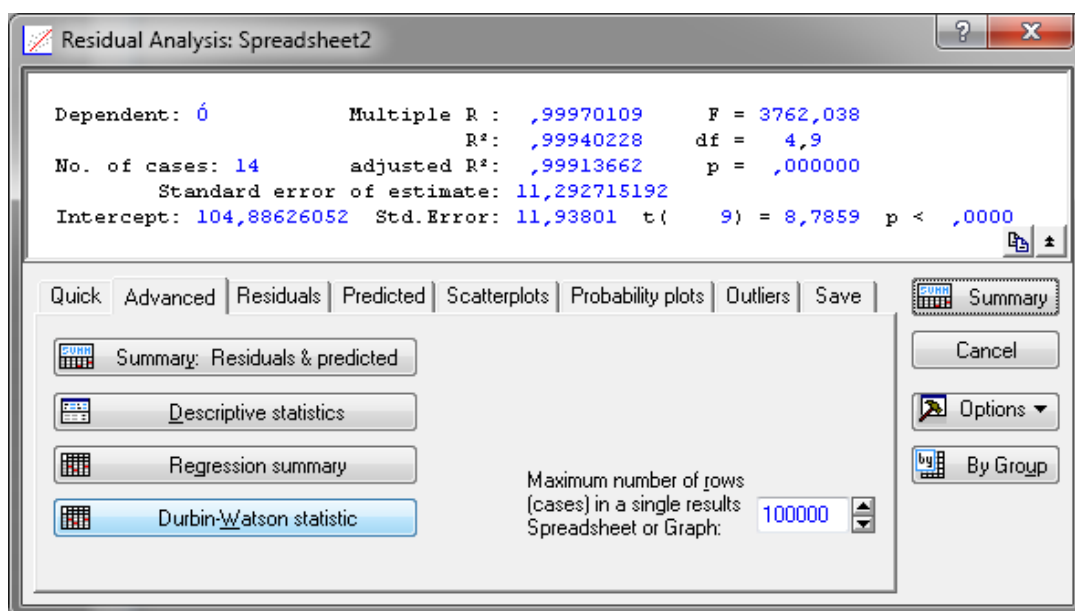 Residual Analysis: Spreadsheet2
Dependent: Ó Multiple R : ,99970109 F = 3762,038
R²: ,99940228 df = 4,9
No. of cases: 14 adjusted R²: ,99913662 p = ,000000
Standard error of estimate: 11,292715192
Intercept: 104,88626052 Std.Error: 11,93801 t( 9) = 8,7859 p < ,0000
Quick Advanced Residuals Predicted Scatterplots Probability plots Outliers Save
SUMM Summary
SUMM Summary: Residuals & predicted
Cancel
Descriptive statistics
Options
Regression summary
by By Group
Maximum number of rows
(cases) in a single results
Spreadsheet or Graph:
100000
Durbin-Watson statistic